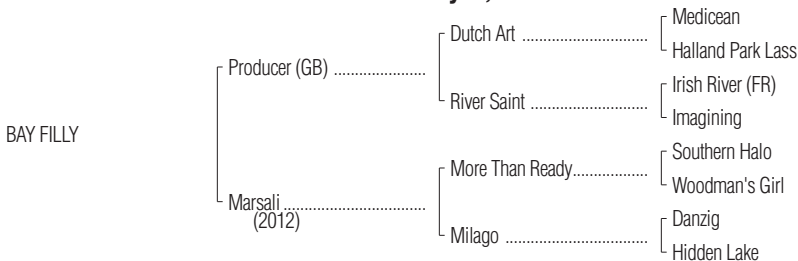 Medicean
Dutch Art ..............................
Halland Park Lass
Producer (GB) ......................
Irish River (FR)
River Saint ............................
Imagining
BAY FILLY
Southern Halo
More Than Ready..................
Woodman's Girl
Marsali ..................................
(2012)
Danzig
Milago ..................................
Hidden Lake